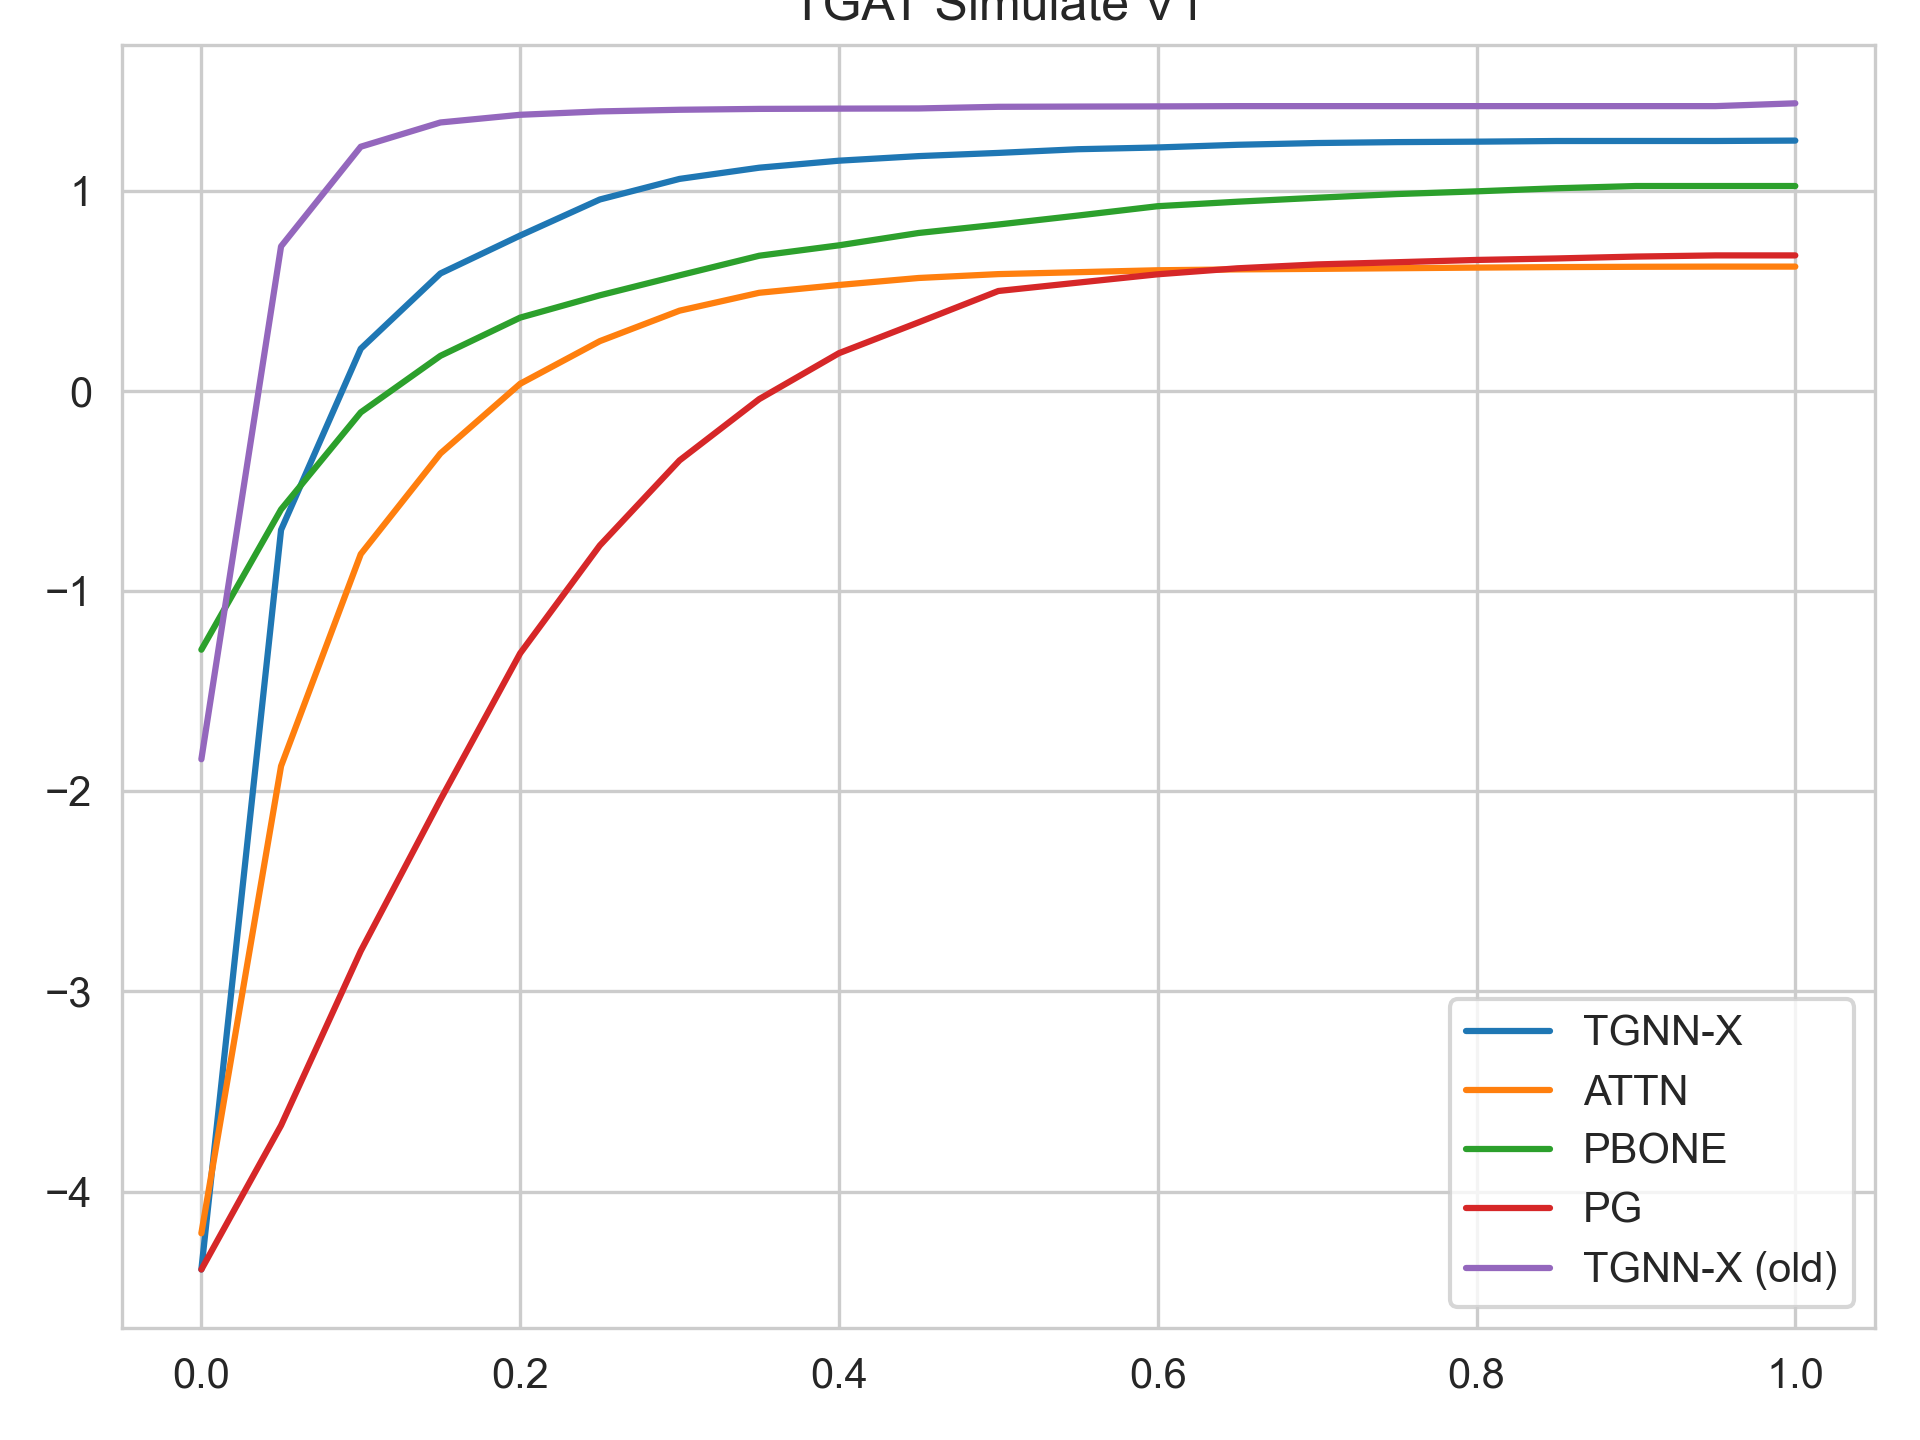 TGAT Simulate V1
1
0
−1
−2
−3
−4
0.0 0.2 0.4 0.6 0.8 1.0
TGNN-X
ATTN
PBONE
PG
TGNN-X (old)